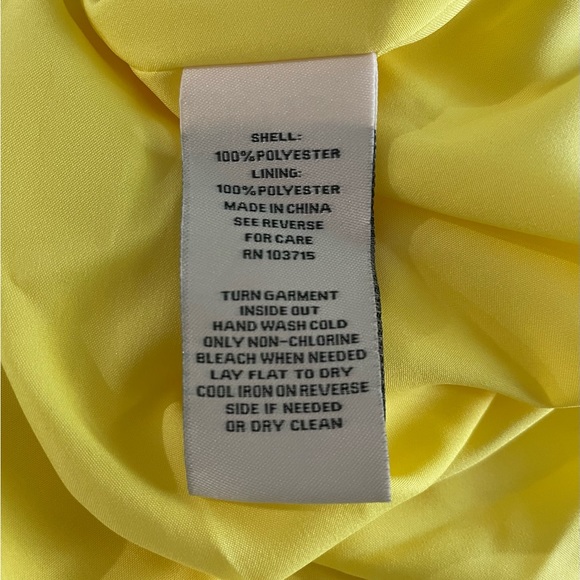 SHELL:
100% POLYESTER
LINING:
100% POLYESTER
MADE IN CHINA
SEE REVERSE
FOR CARE
RN 103715
TURN GARMENT
INSIDE OUT
HAND WASH COLD
ONLY NON-CHLORINE
BLEACH WHEN NEEDED
LAY FLAT TO DRY
COOL IRON ON REVERSE
SIDE IF NEEDED
OR DRY CLEAN